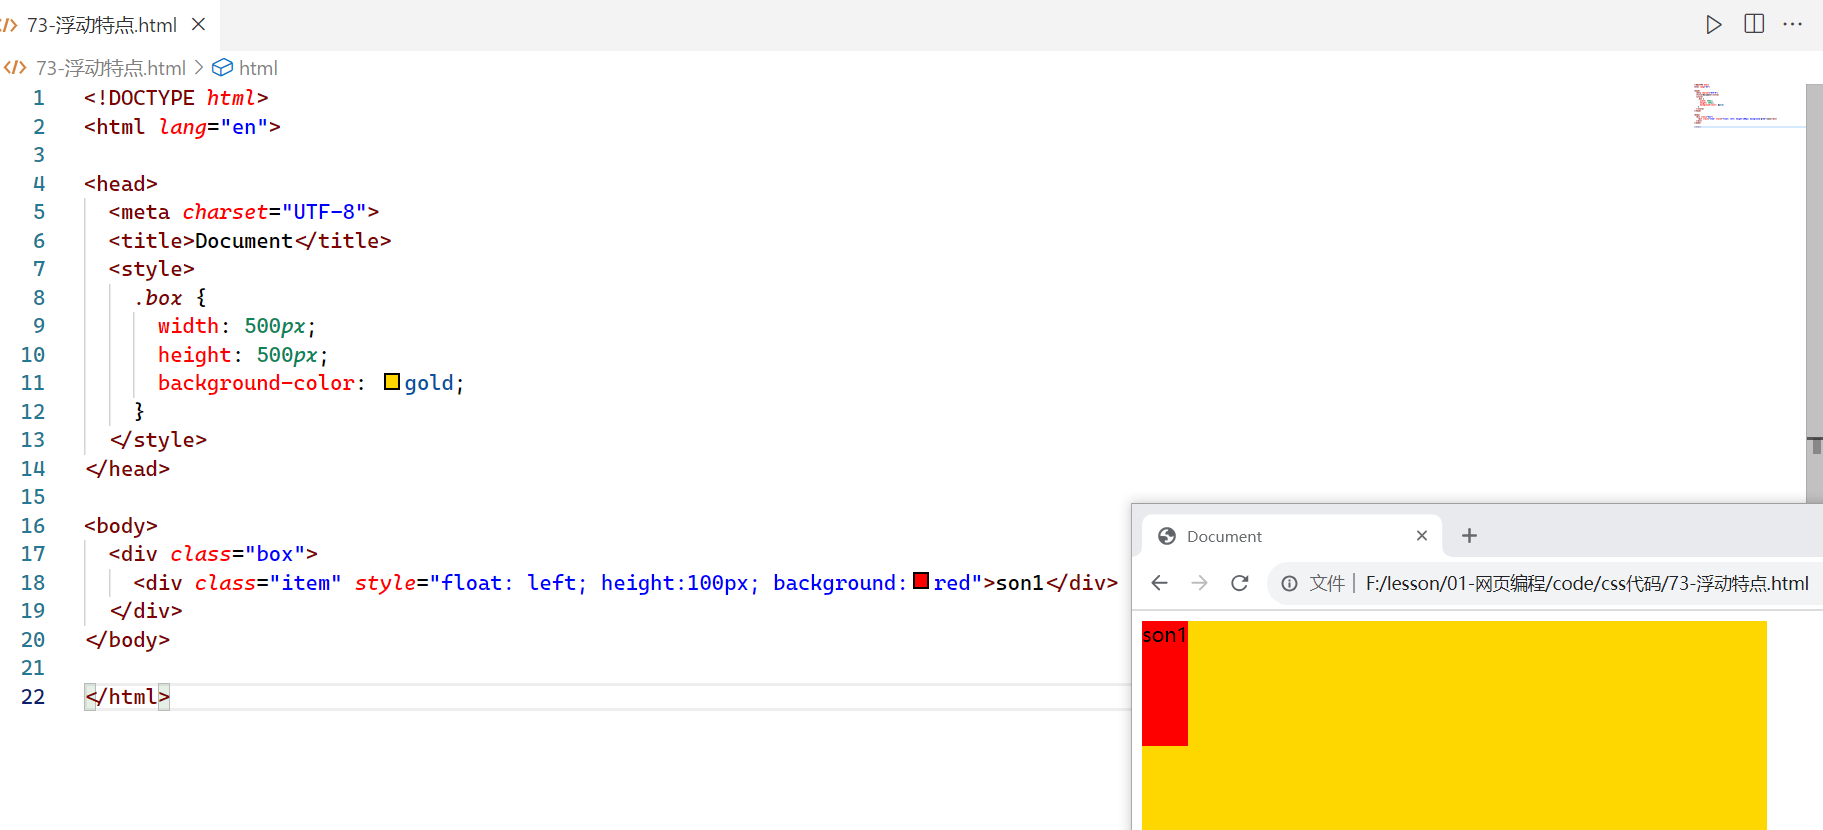 73-浮动特点.html
73-浮动特点.html > html
1 <!DOCTYPE html>
2 <html lang="en">
3
4 <head>
5 <meta charset="UTF-8">
6 <title>Document</title>
7 <style>
8 .box {
9 width: 500px;
10 height: 500px;
11 background-color: gold;
12 }
13 </style>
14 </head>
15
16 <body>
17 <div class="box">
18 <div class="item" style="float: left; height:100px; background:red">son1</div>
19 </div>
20 </body>
21
22 </html>
Document
文件 | F:/lesson/01-网页编程/code/css代码/73-浮动特点.html
son1